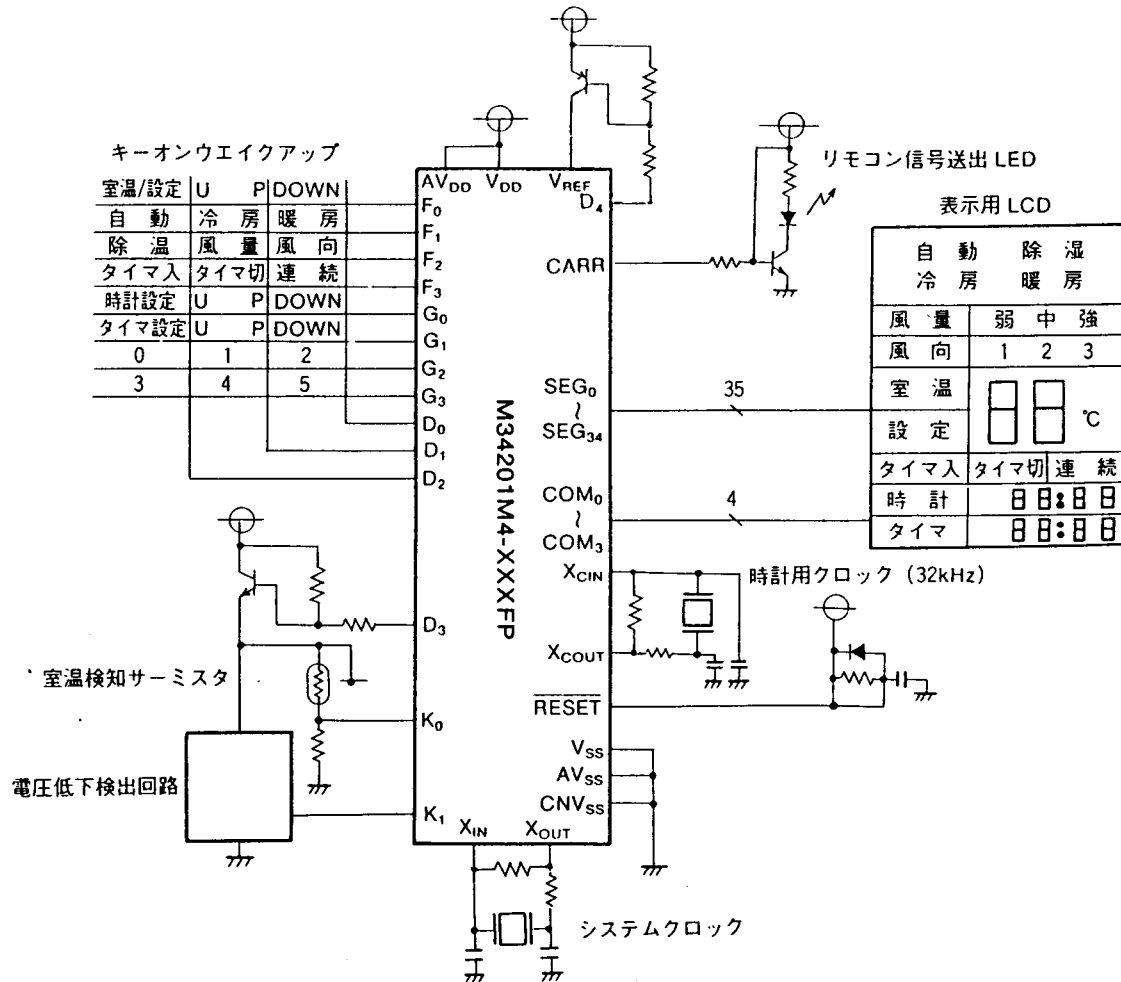 キーオンウエイクアップ
室温/設定 U P DOWN
自動 冷房 暖房
除温 風量 風向
タイマ入 タイマ切 連続
時計設定 U P DOWN
タイマ設定 U P DOWN
0 1 2
3 4 5
AVDD VDD VREF
F0
F1
F2
F3
G0
G1
G2
G3
D0
D1
D2
D3
K0
K1
XIN XOUT
M34201M4-XXXFP
D4
CARR
SEG0
~
SEG34
COM0
~
COM3
XCIN
XCOUT
RESET
VSS
AVSS
CNVSS
室温検知サーミスタ
電圧低下検出回路
システムクロック
リモコン信号送出 LED
35
4
時計用クロック (32kHz)
表示用 LCD
自動 除湿
冷房 暖房
風量 弱 中 強
風向 1 2 3
室温
設定
℃
タイマ入 タイマ切 連続
時計 88:88
タイマ 88:88